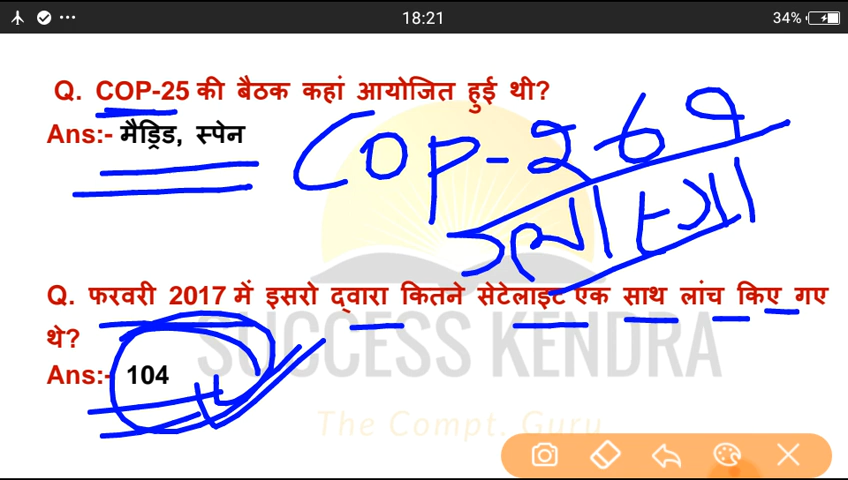 18:21
34%
Q. COP-25 की बैठक कहां आयोजित हुई थी?
Ans:- मैड्रिड, स्पेन
COP-26
Q. फरवरी 2017 में इसरो द्वारा कितने सेटेलाइट एक साथ लांच किए गए
थे?
Ans:- 104
SUCCESS KENDRA
The Compt. Guru